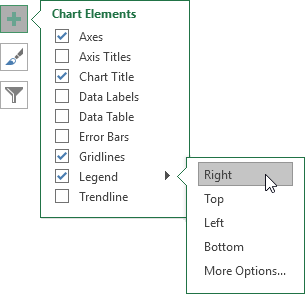 Chart Elements
Axes
Axis Titles
Chart Title
Data Labels
Data Table
Error Bars
Gridlines
Legend
Trendline
Right
Top
Left
Bottom
More Options...